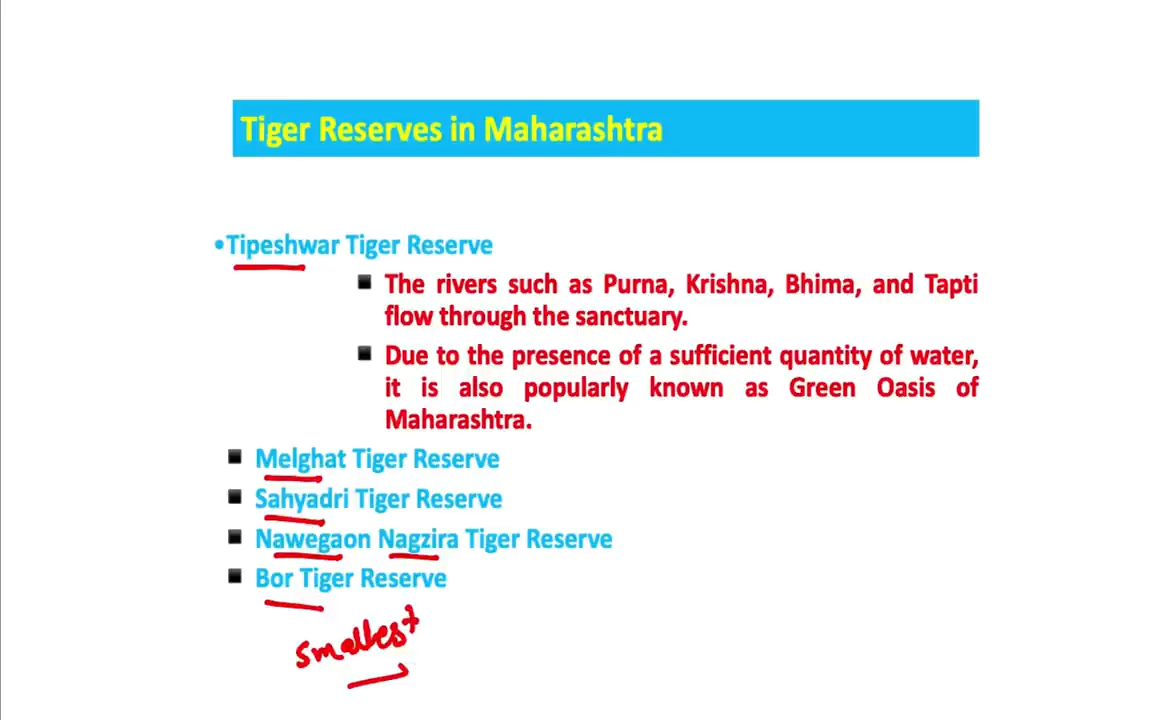 Tiger Reserves in Maharashtra
•Tipeshwar Tiger Reserve
▪ The rivers such as Purna, Krishna, Bhima, and Tapti
flow through the sanctuary.
▪ Due to the presence of a sufficient quantity of water,
it is also popularly known as Green Oasis of
Maharashtra.
▪ Melghat Tiger Reserve
▪ Sahyadri Tiger Reserve
▪ Nawegaon Nagzira Tiger Reserve
▪ Bor Tiger Reserve
Smallest